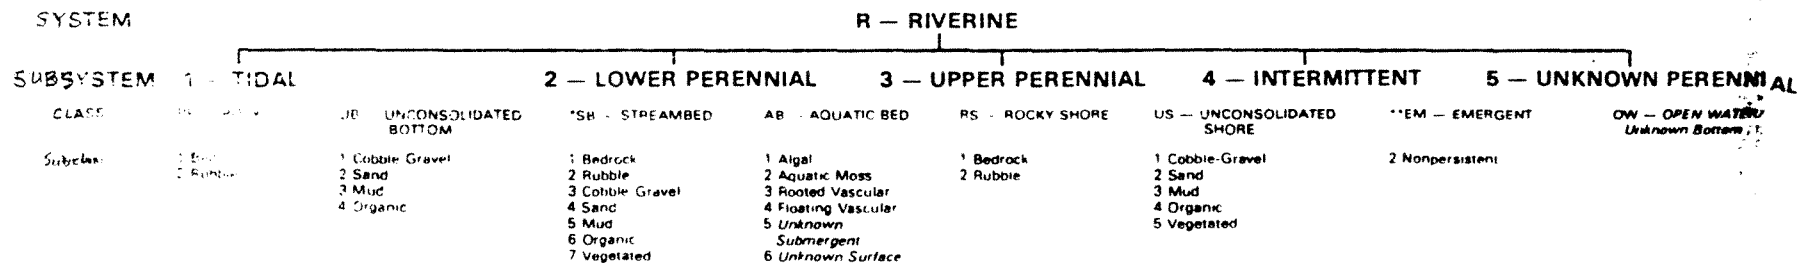 SYSTEM R — RIVERINE
SUBSYSTEM 1 - TIDAL 2 — LOWER PERENNIAL 3 — UPPER PERENNIAL 4 — INTERMITTENT 5 — UNKNOWN PERENNIAL
CLASS UB — UNCONSOLIDATED BOTTOM *SB - STREAMBED AB - AQUATIC BED RS - ROCKY SHORE US — UNCONSOLIDATED SHORE **EM — EMERGENT OW — OPEN WATER/ Unknown Bottom
Subclass
2 Rubble
1 Cobble Gravel
2 Sand
3 Mud
4 Organic
1 Bedrock
2 Rubble
3 Cobble Gravel
4 Sand
5 Mud
6 Organic
7 Vegetated
1 Algal
2 Aquatic Moss
3 Rooted Vascular
4 Floating Vascular
5 Unknown
Submergent
6 Unknown Surface
1 Bedrock
2 Rubble
1 Cobble-Gravel
2 Sand
3 Mud
4 Organic
5 Vegetated
2 Nonpersistent